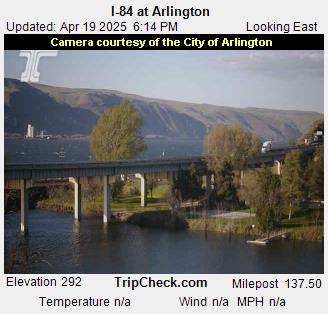 I-84 at Arlington
Updated: Apr 19 2025 6:14 PM Looking East
Camera courtesy of the City of Arlington
Elevation 292 TripCheck.com Milepost 137.50
Temperature n/a Wind n/a MPH n/a